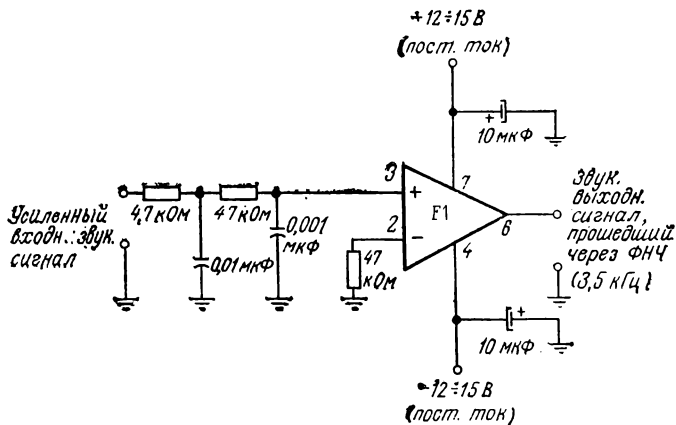 +12÷15 В
(пост. ток)
+
10 мкФ
4,7 кОм
47 кОм
3
+
7
2
−
F1
6
4
0,001
мкФ
Усиленный
входн. звук.
сигнал
0,01 мкФ
47
кОм
Звук.
выходн.
сигнал,
прошедший
через ФНЧ
(3,5 кГц)
+
10 мкФ
-12÷15 В
(пост. ток)